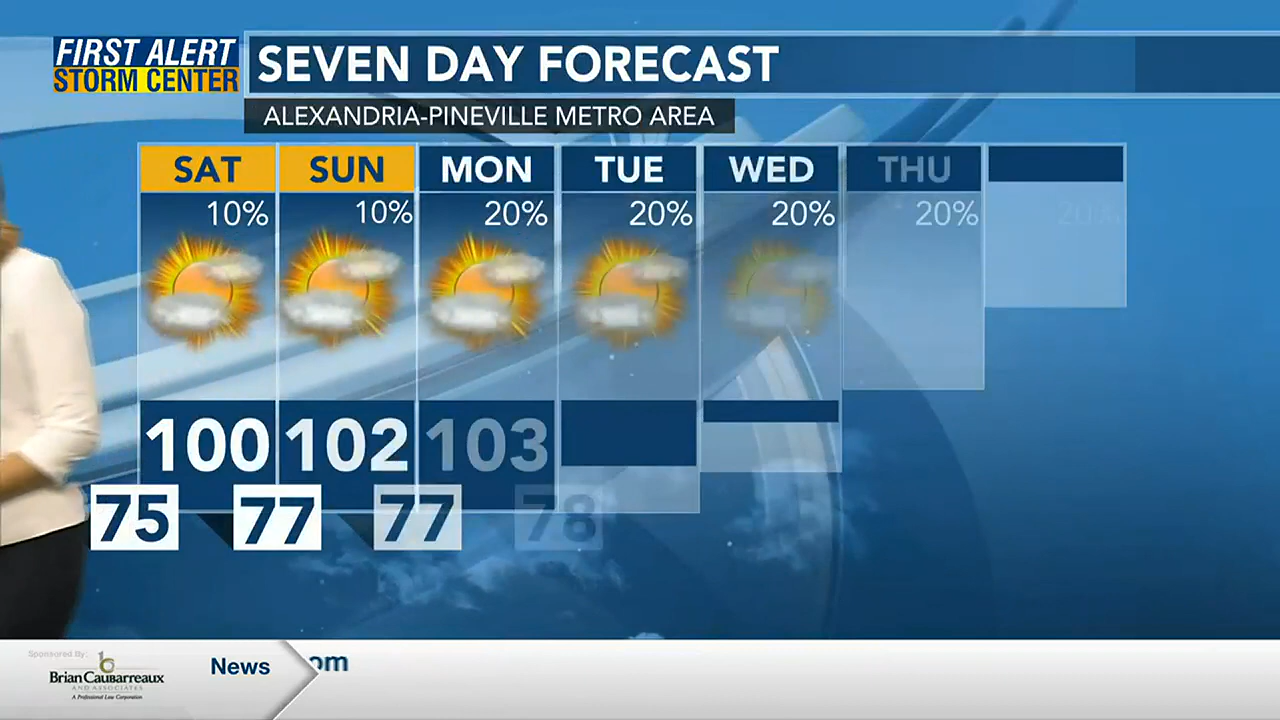 FIRST ALERT
STORM CENTER
SEVEN DAY FORECAST
ALEXANDRIA-PINEVILLE METRO AREA
SAT SUN MON TUE WED THU
10% 10% 20% 20% 20% 20% 20%
100 102 103
75 77 77 78
Sponsored By:
Brian Caubarreaux
AND ASSOCIATES
A Professional Law Corporation
News
om